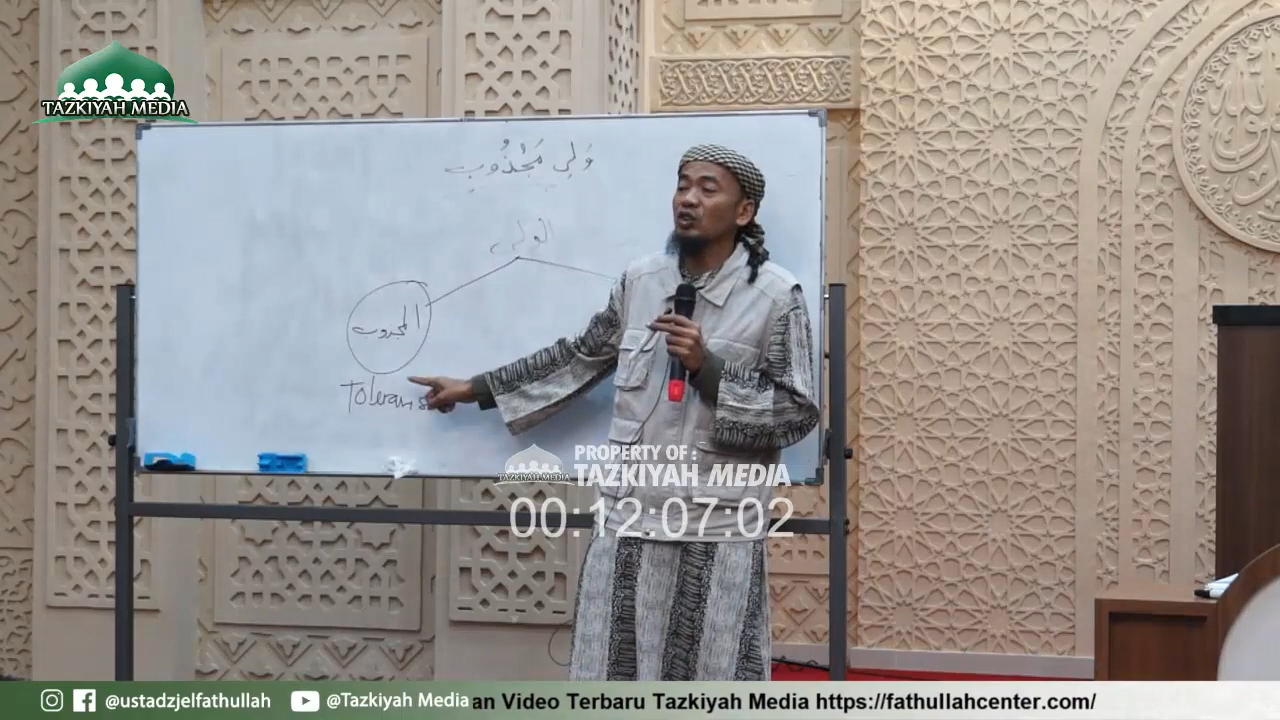 TAZKIYAH MEDIA
وَلِي مَجْذُوبِ
الولي
المجذوب
Toleran
PROPERTY OF :
TAZKIYAH MEDIA
TAZKIYAH MEDIA
00:12:07:02
@ustadzjelfathullah @Tazkiyah Media an Video Terbaru Tazkiyah Media https://fathullahcenter.com/